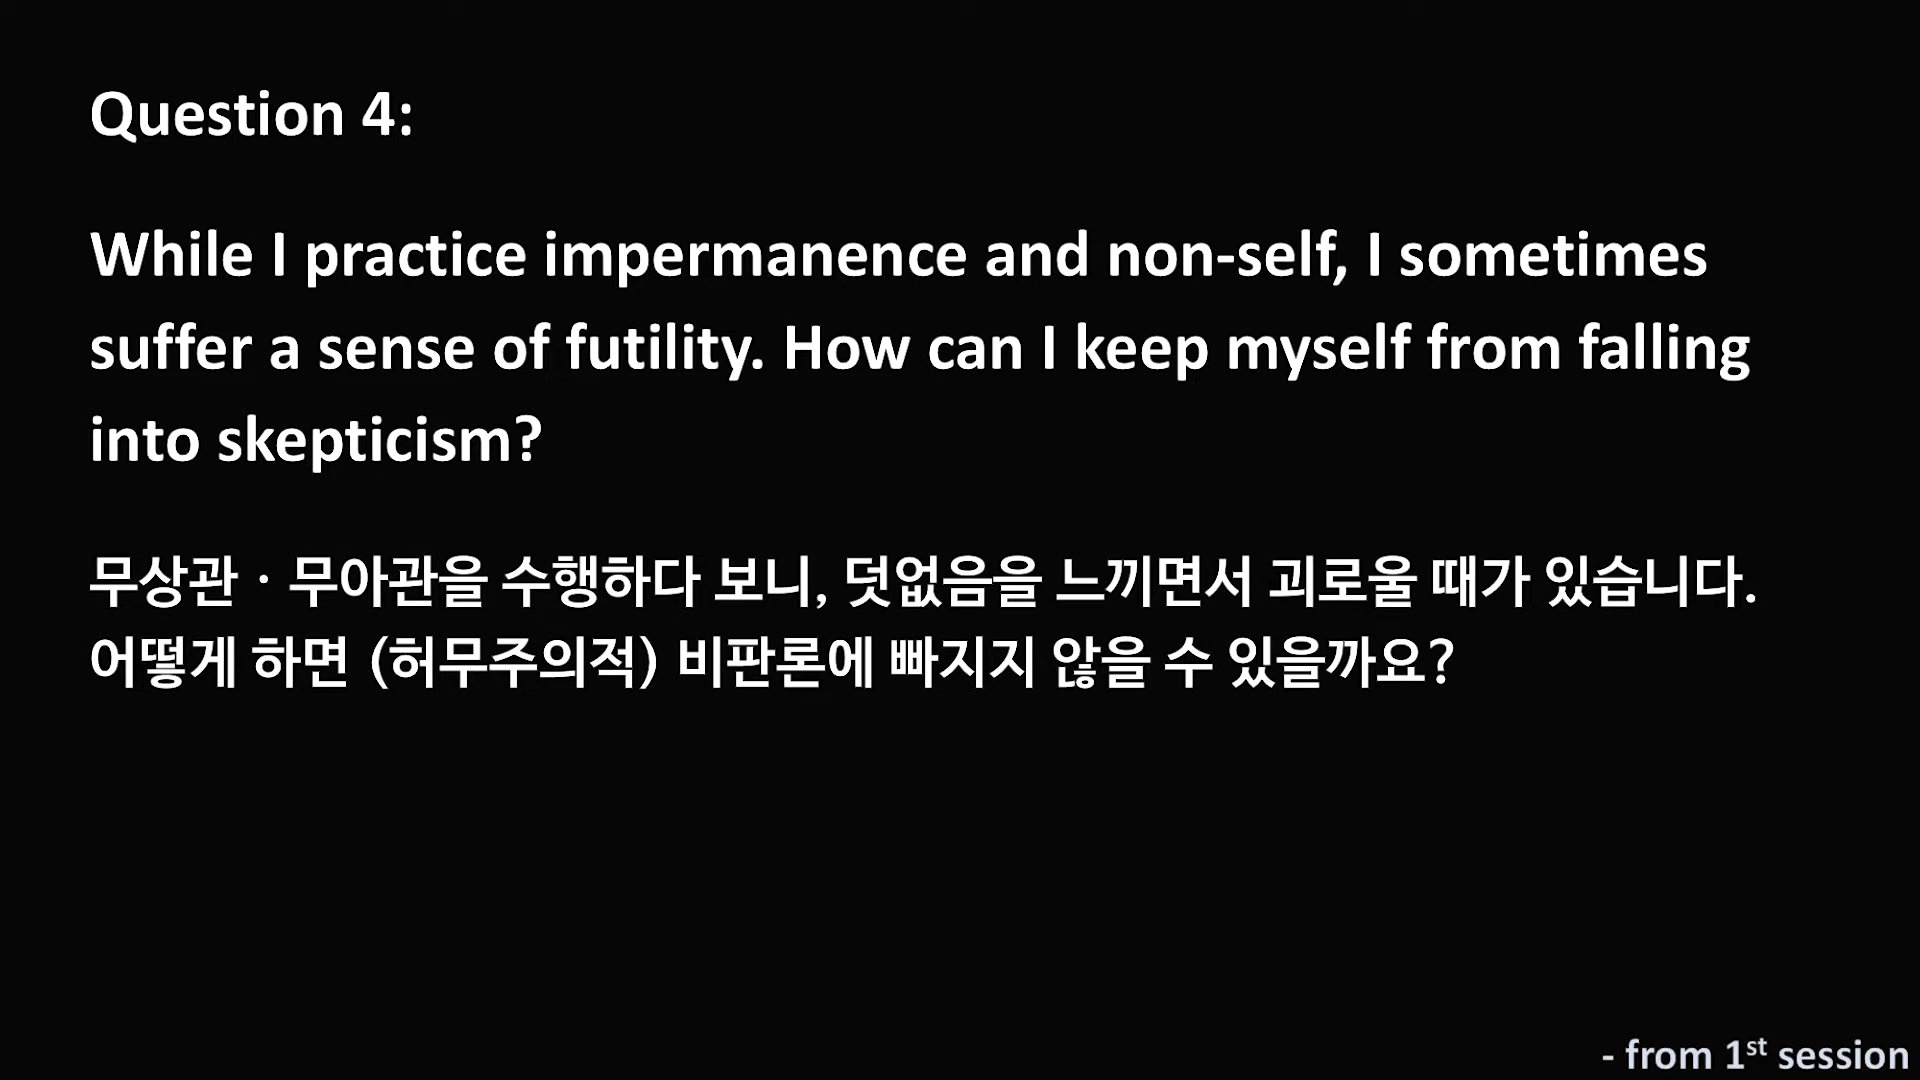 Question 4:
While I practice impermanence and non-self, I sometimes
suffer a sense of futility. How can I keep myself from falling
into skepticism?
무상관 · 무아관을 수행하다 보니, 덧없음을 느끼면서 괴로울 때가 있습니다.
어떻게 하면 (허무주의적) 비판론에 빠지지 않을 수 있을까요?
- from 1st session